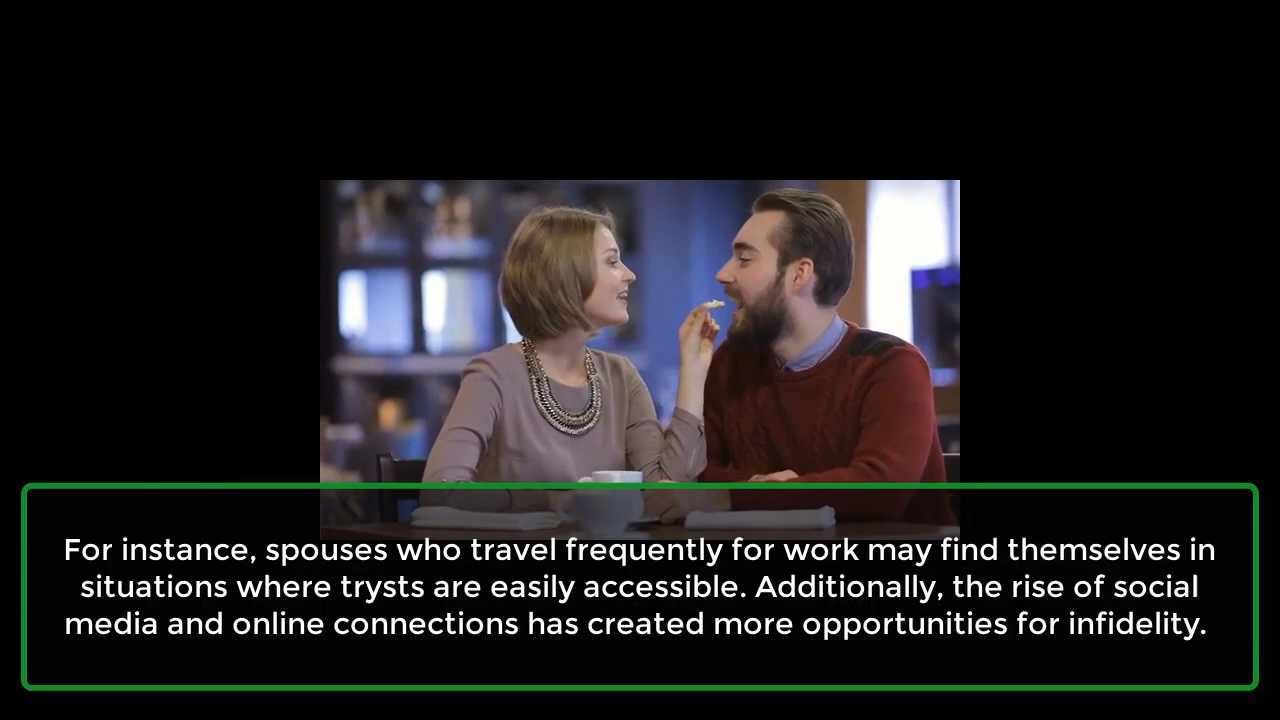 For instance, spouses who travel frequently for work may find themselves in
situations where trysts are easily accessible. Additionally, the rise of social
media and online connections has created more opportunities for infidelity.